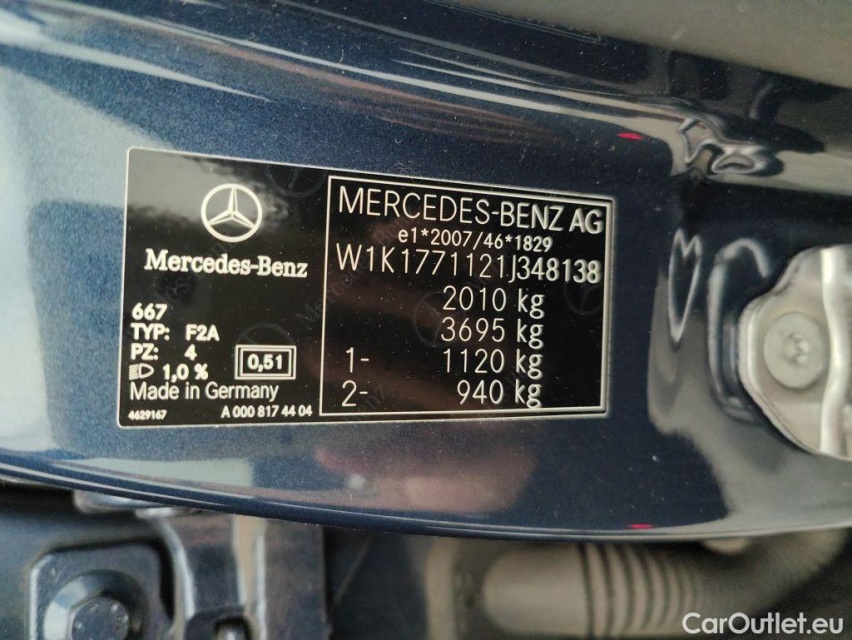 Mercedes-Benz
667
TYP: F2A
PZ: 4
1,0 %
0,51
Made in Germany
4629167 A 000 817 44 04
MERCEDES-BENZ AG
e1*2007/46*1829
W1K1771121J348138
2010 kg
3695 kg
1- 1120 kg
2- 940 kg
CarOutlet.eu